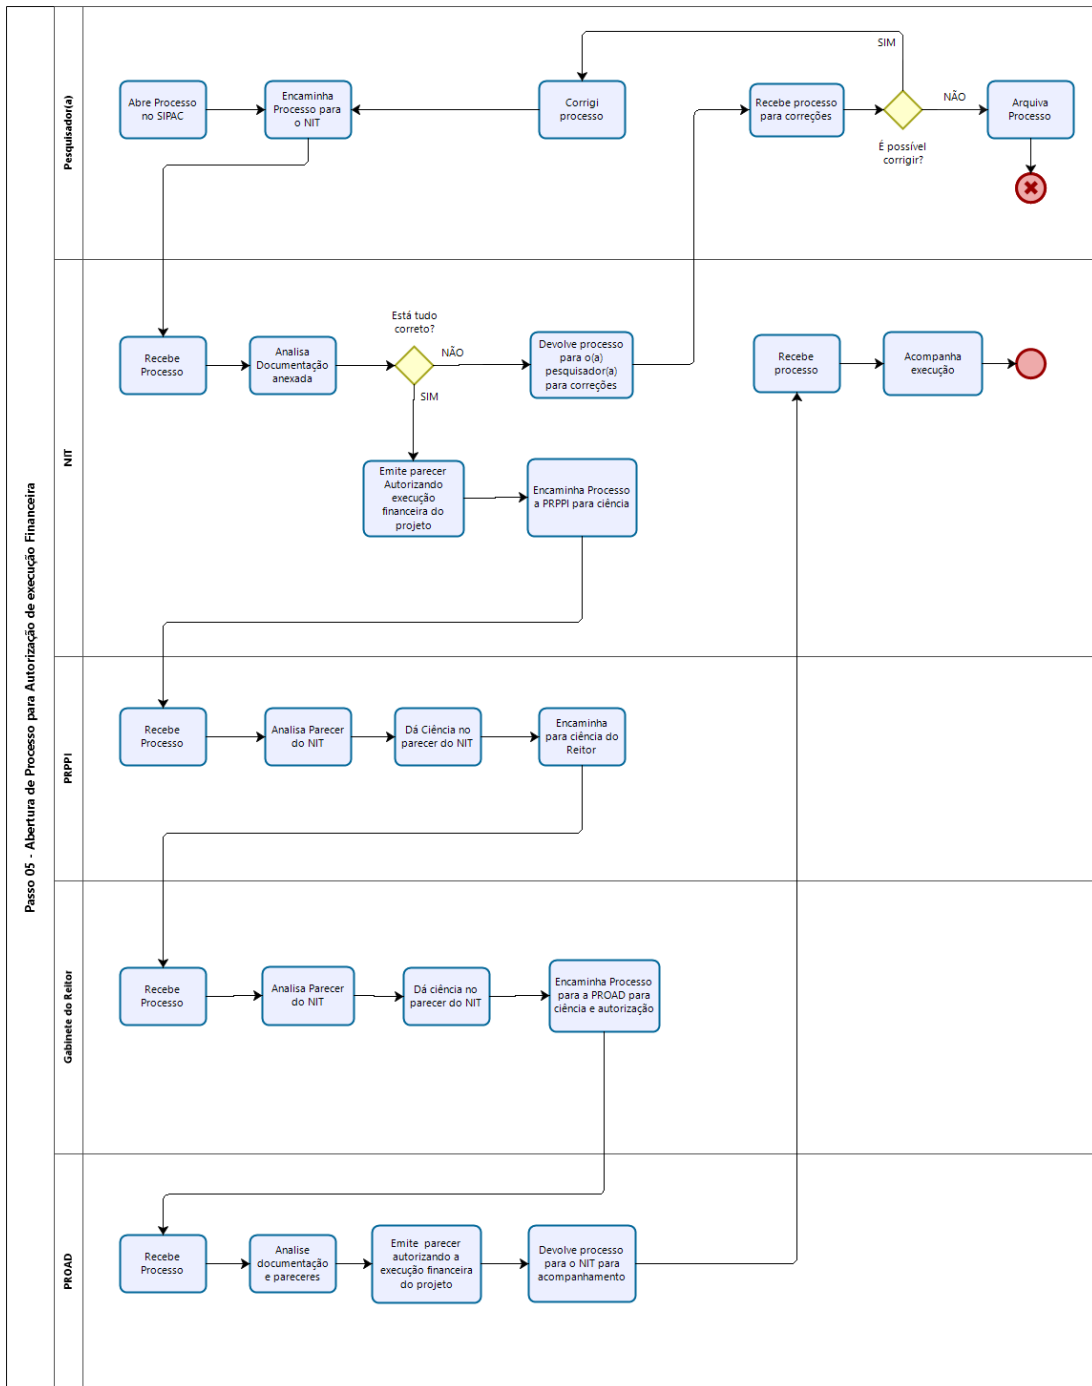 Passo 05 - Abertura de Processo para Autorização de execução Financeira
Pesquisador(a)
Abre Processo
no SIPAC
Encaminha
Processo para
o NIT
Corrigi
processo
Recebe processo
para correções
SIM
NÃO
É possível
corrigir?
Arquiva
Processo
NIT
Recebe
Processo
Analisa
Documentação
anexada
Está tudo
correto?
NÃO
SIM
Devolve processo
para o(a)
pesquisador(a)
para correções
Recebe
processo
Acompanha
execução
Emite parecer
Autorizando
execução
financeira do
projeto
Encaminha Processo
a PRPPI para ciência
PRPPI
Recebe
Processo
Analisa Parecer
do NIT
Dá Ciência no
parecer do NIT
Encaminha
para ciência do
Reitor
Gabinete do Reitor
Recebe
Processo
Analisa Parecer
do NIT
Dá ciência no
parecer do NIT
Encaminha Processo
para a PROAD para
ciência e autorização
PROAD
Recebe
Processo
Analise
documentação
e pareceres
Emite parecer
autorizando a
execução financeira
do projeto
Devolve processo
para o NIT para
acompanhamento